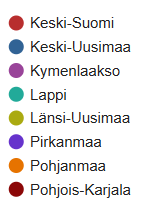 Keski-Suomi
Keski-Uusimaa
Kymenlaakso
Lappi
Länsi-Uusimaa
Pirkanmaa
Pohjanmaa
Pohjois-Karjala